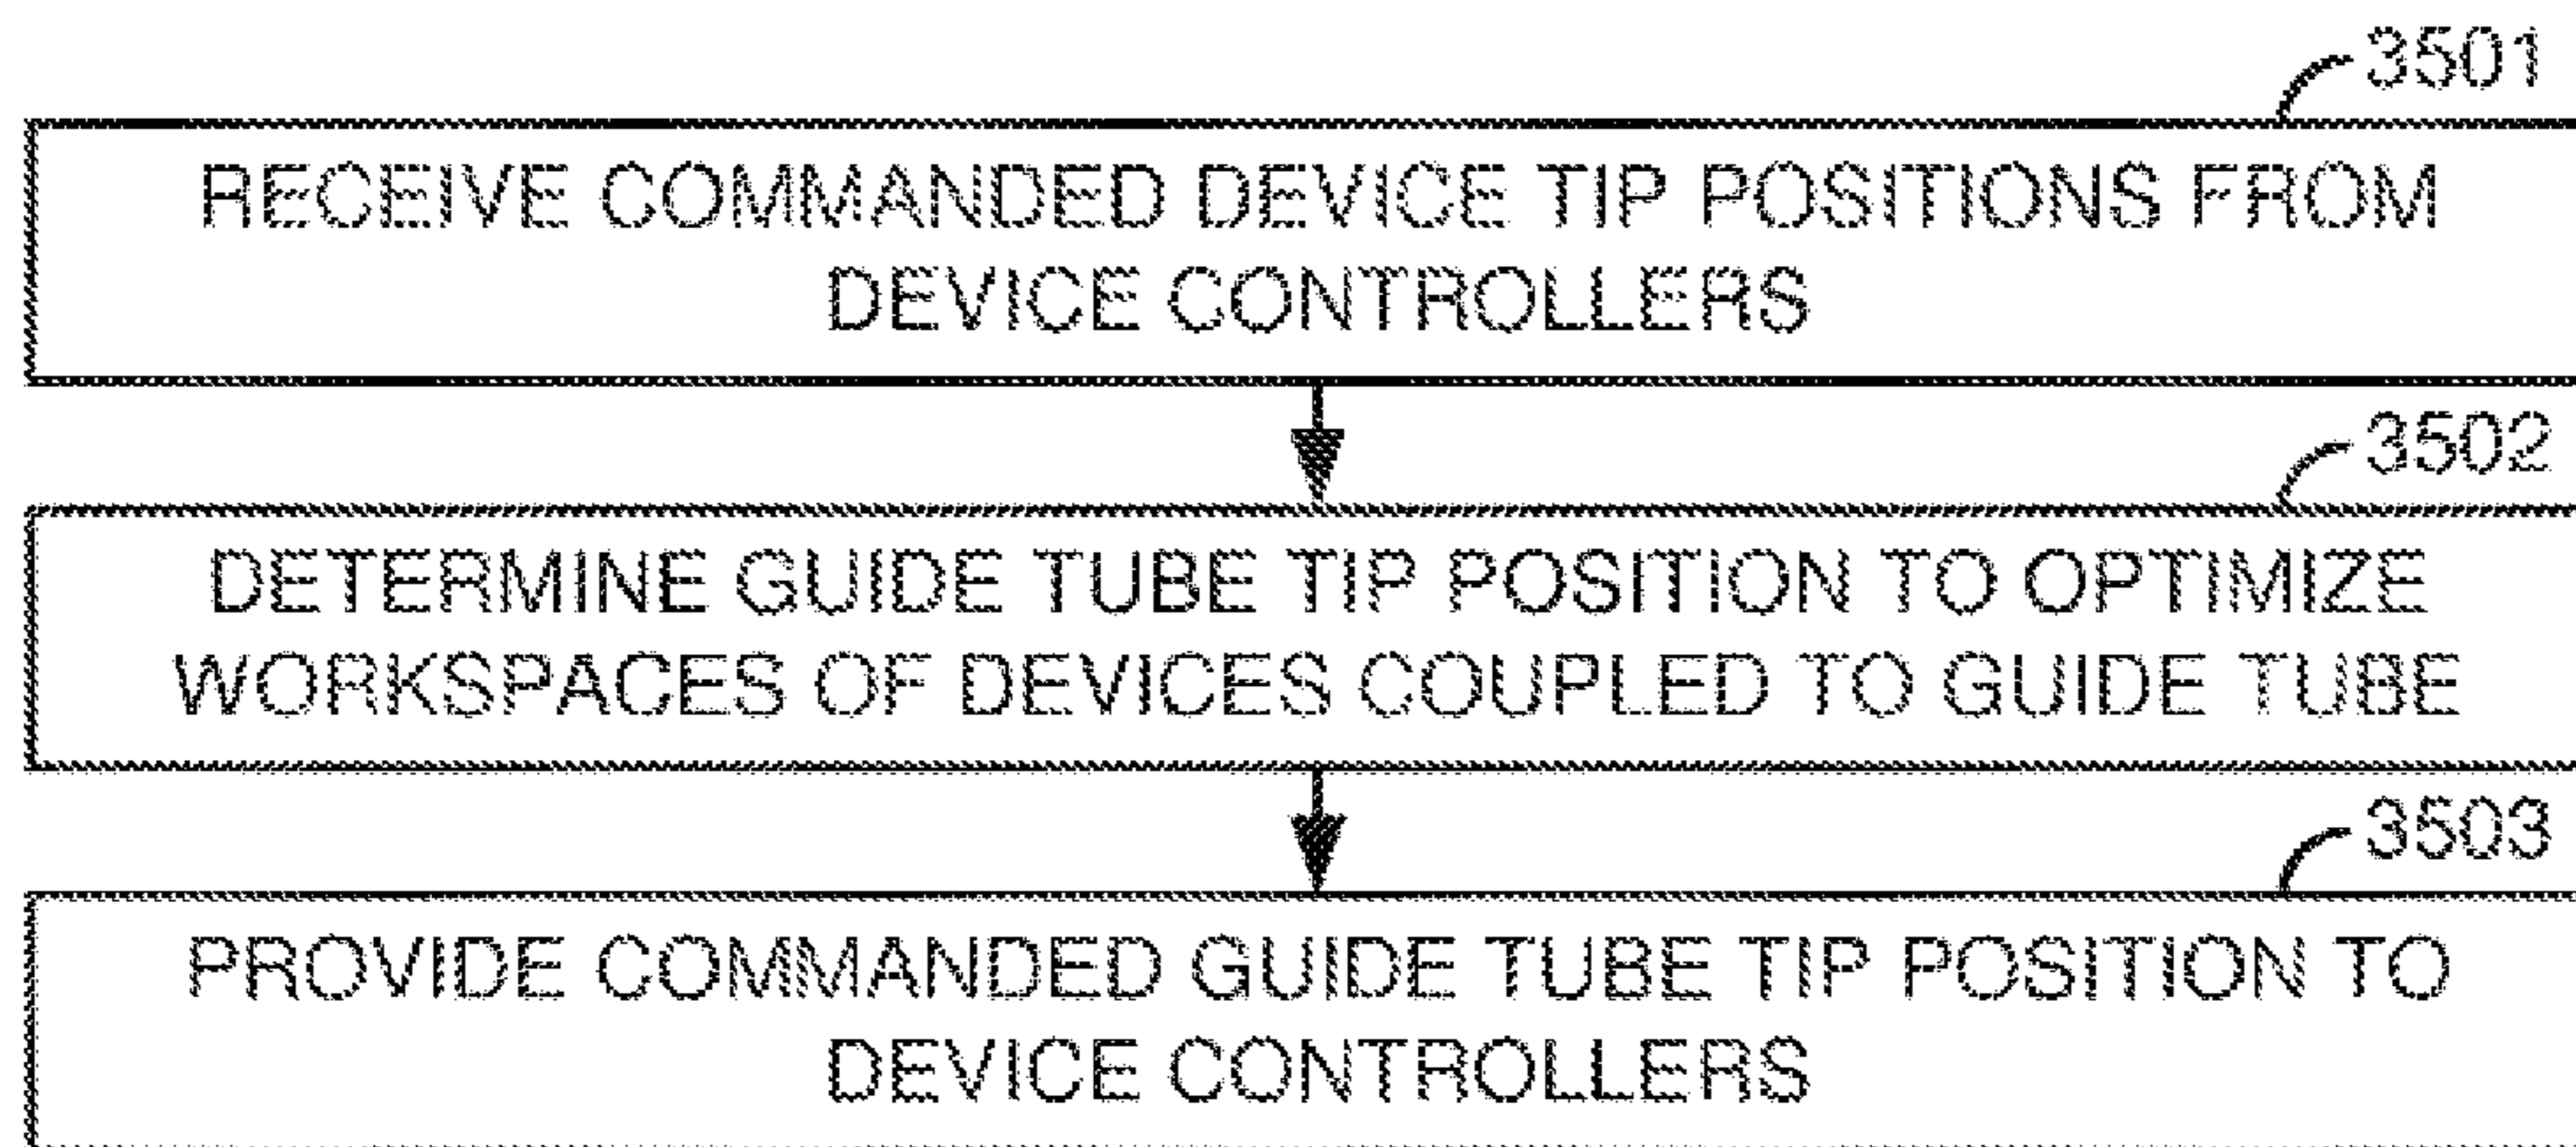 3501
RECEIVE COMMANDED DEVICE TIP POSITIONS FROM
DEVICE CONTROLLERS
3502
DETERMINE GUIDE TUBE TIP POSITION TO OPTIMIZE
WORKSPACES OF DEVICES COUPLED TO GUIDE TUBE
3503
PROVIDE COMMANDED GUIDE TUBE TIP POSITION TO
DEVICE CONTROLLERS